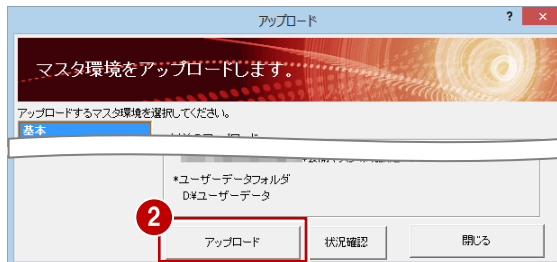 アップロード
? ×
マスタ環境をアップロードします。
アップロードするマスタ環境を選択してください。
基本
*ユーザーデータフォルダ
D:¥ユーザーデータ
2
アップロード 状況確認 閉じる